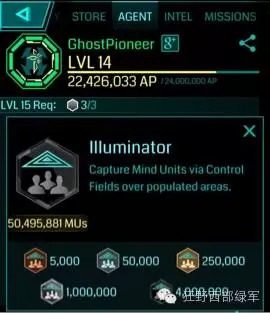 STORE AGENT INTEL MISSIONS
GhostPioneer g+
LVL 14
22,426,033 AP / 24,000,000 AP
LVL 15 Req: 3/3
Illuminator
Capture Mind Units via Control
Fields over populated areas.
50,495,881 MUs
5,000 50,000 250,000
1,000,000 4,000,000
狂野西部绿军